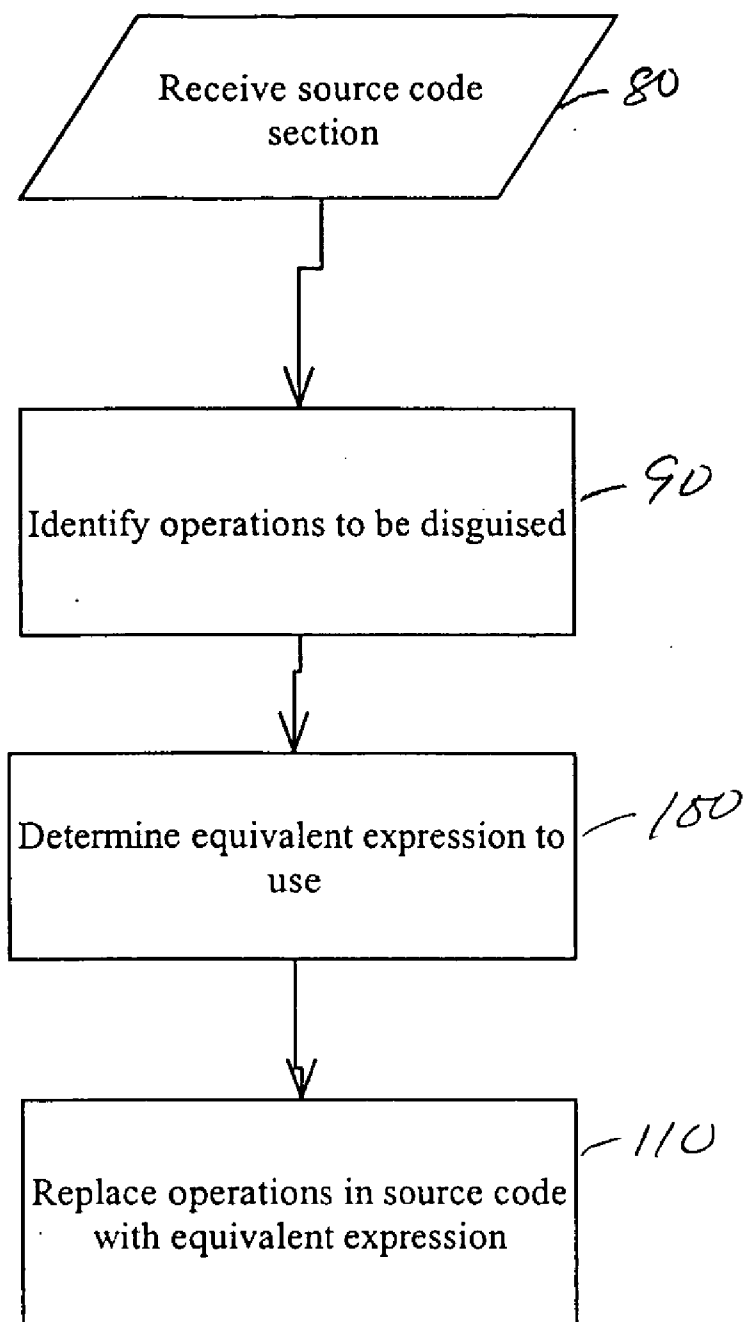 Receive source code
section
80
Identify operations to be disguised
90
Determine equivalent expression to
use
100
Replace operations in source code
with equivalent expression
110